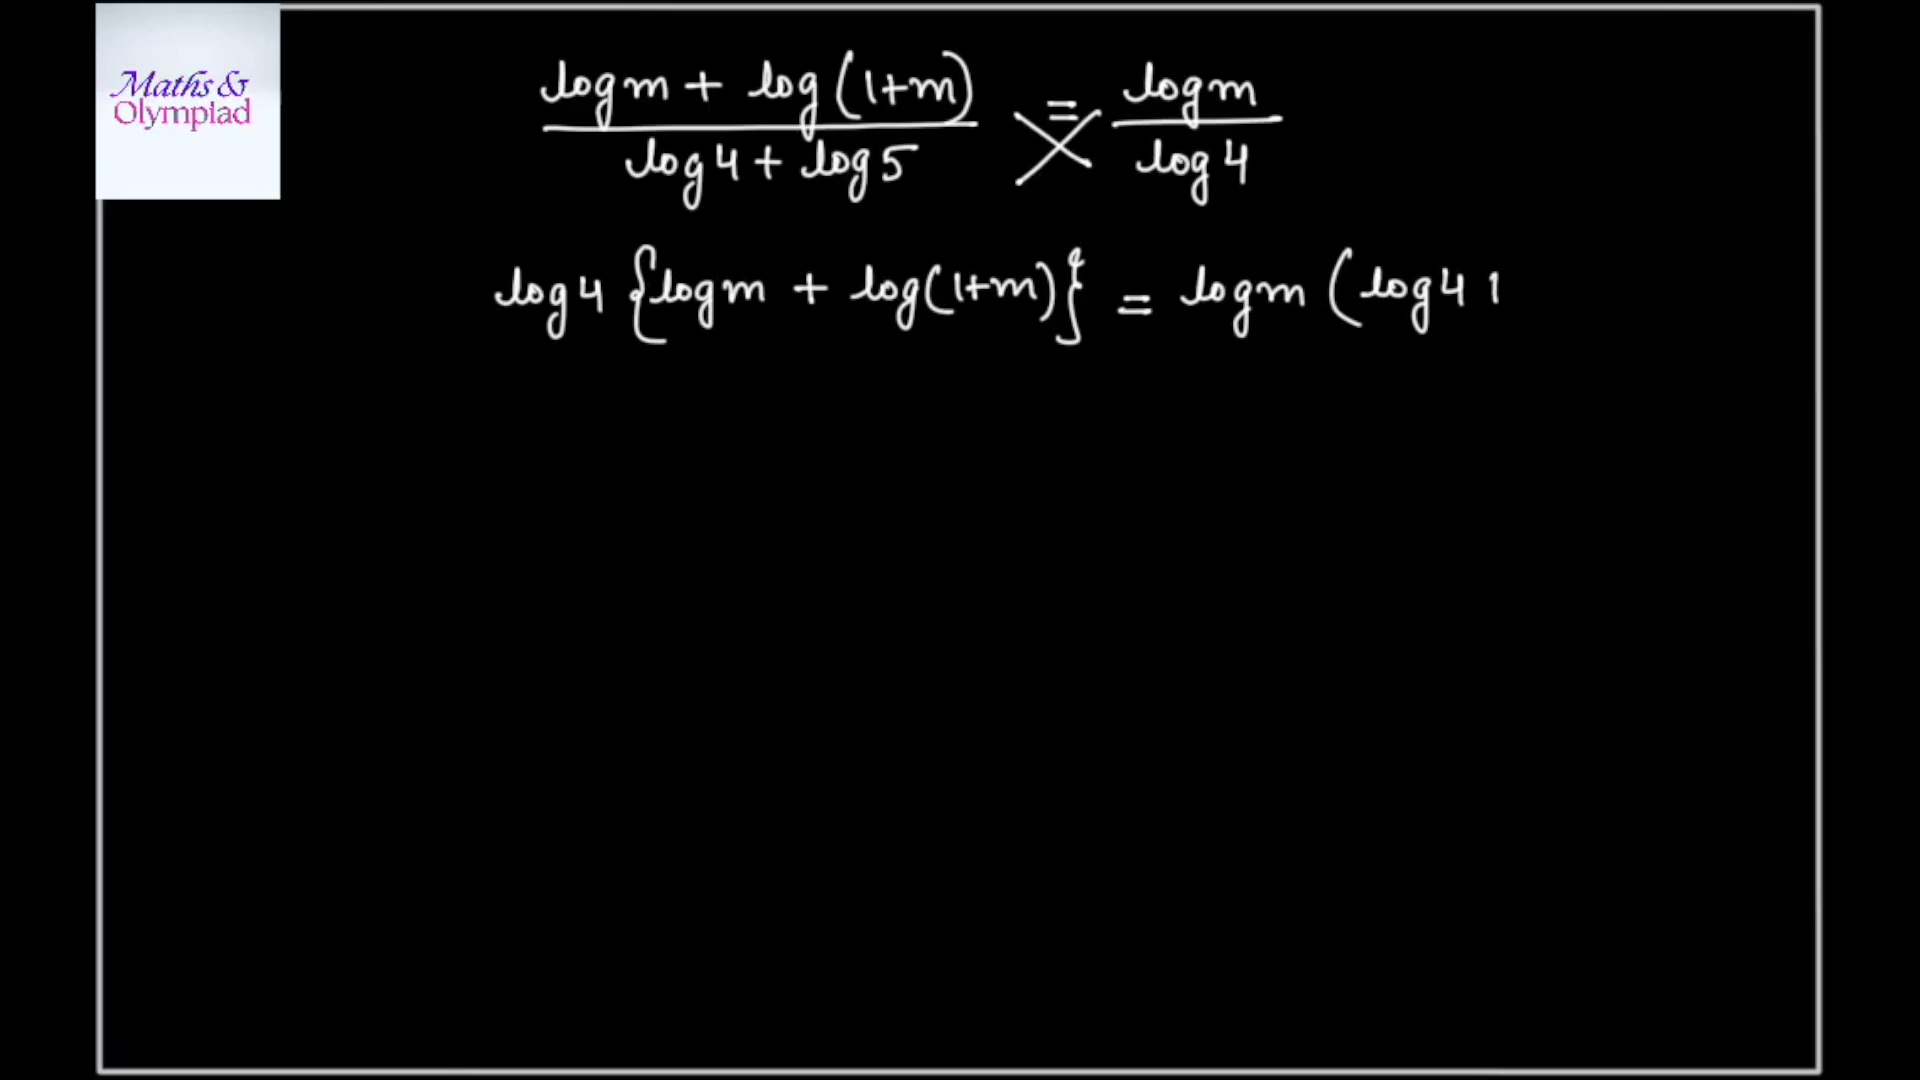 Maths &
Olympiad
log m + log (1+m) = log m
log 4 + log 5 log 4
log 4 {log m + log(1+m)} = log m (log 4 1